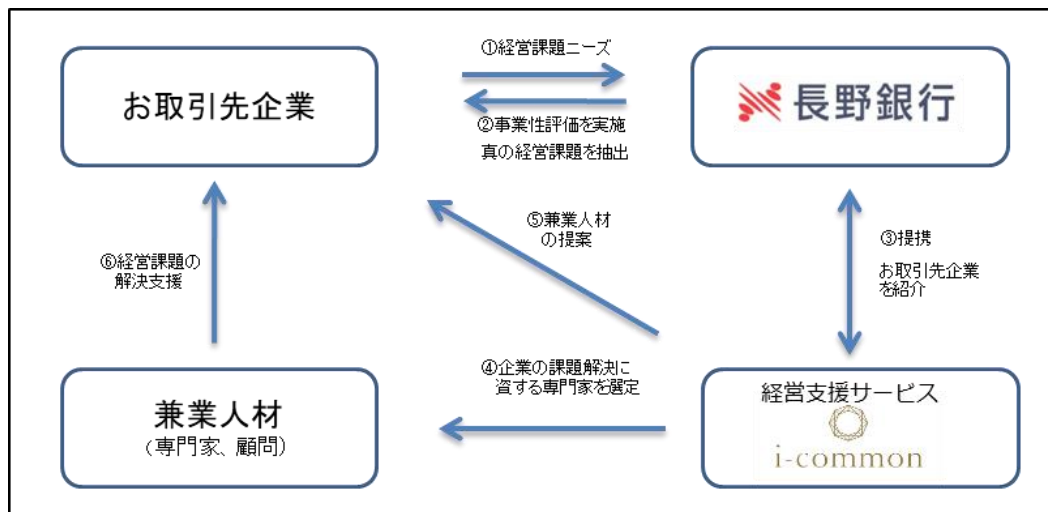 ①経営課題ニーズ
お取引先企業
長野銀行
②事業性評価を実施
真の経営課題を抽出
⑤兼業人材
の提案
③提携
お取引先企業
を紹介
⑥経営課題の
解決支援
④企業の課題解決に
資する専門家を選定
兼業人材
(専門家、顧問)
経営支援サービス
i-common